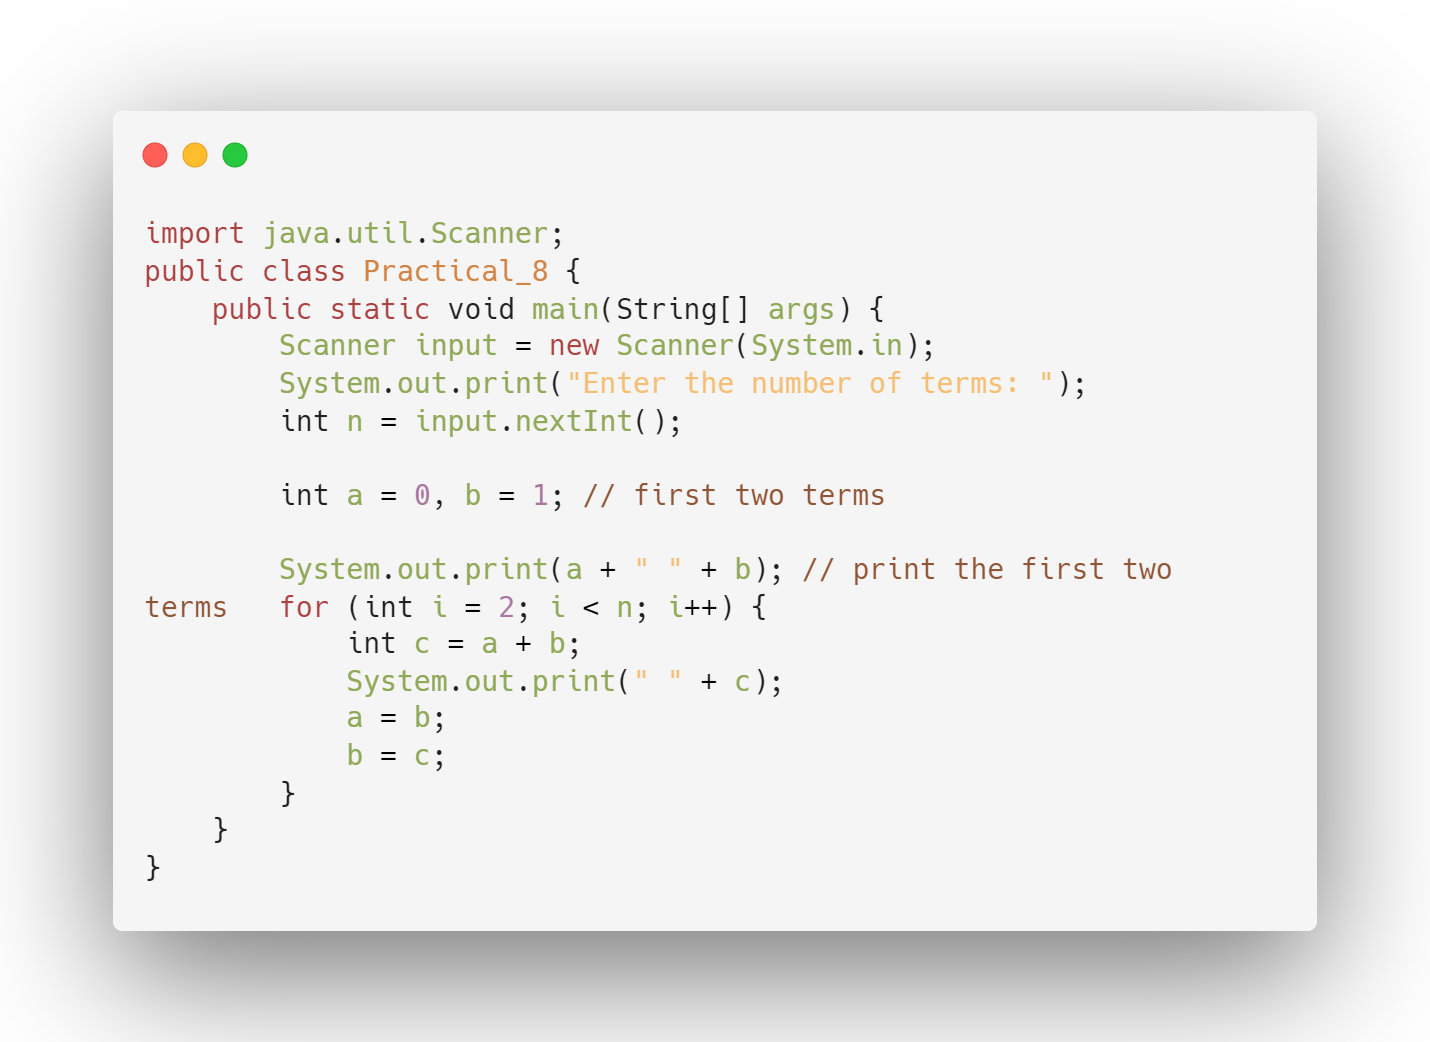 import java.util.Scanner;
public class Practical_8 {
    public static void main(String[] args) {
        Scanner input = new Scanner(System.in);
        System.out.print("Enter the number of terms: ");
        int n = input.nextInt();

        int a = 0, b = 1; // first two terms

        System.out.print(a + " " + b); // print the first two
terms   for (int i = 2; i < n; i++) {
            int c = a + b;
            System.out.print(" " + c);
            a = b;
            b = c;
        }
    }
}